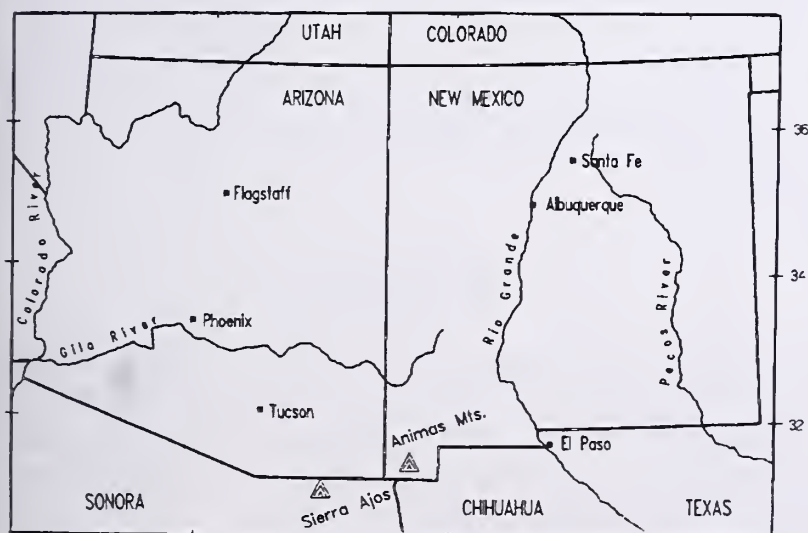 UTAH
COLORADO
ARIZONA
NEW MEXICO
36
Santa Fe
Flagstaff
Albuquerque
Colorado River
Rio Grande
Pecos River
34
Gila River
Phoenix
Tucson
Animas Mts.
32
El Paso
SONORA
Sierra Ajos
CHIHUAHUA
TEXAS